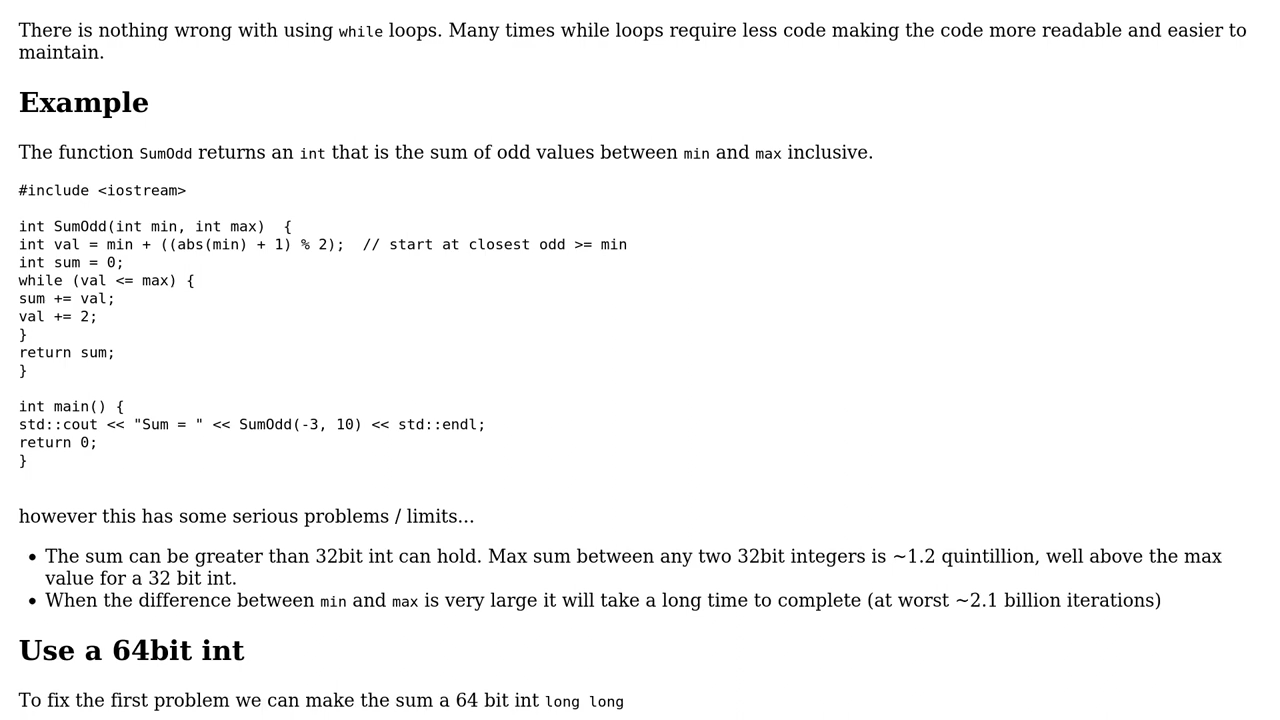 There is nothing wrong with using while loops. Many times while loops require less code making the code more readable and easier to
maintain.
Example
The function SumOdd returns an int that is the sum of odd values between min and max inclusive.
#include <iostream>
int SumOdd(int min, int max)  {
int val = min + ((abs(min) + 1) % 2);  // start at closest odd >= min
int sum = 0;
while (val <= max) {
sum += val;
val += 2;
}
return sum;
}
int main() {
std::cout << "Sum = " << SumOdd(-3, 10) << std::endl;
return 0;
}
however this has some serious problems / limits...
• The sum can be greater than 32bit int can hold. Max sum between any two 32bit integers is ~1.2 quintillion, well above the max
value for a 32 bit int.
• When the difference between min and max is very large it will take a long time to complete (at worst ~2.1 billion iterations)
Use a 64bit int
To fix the first problem we can make the sum a 64 bit int long long